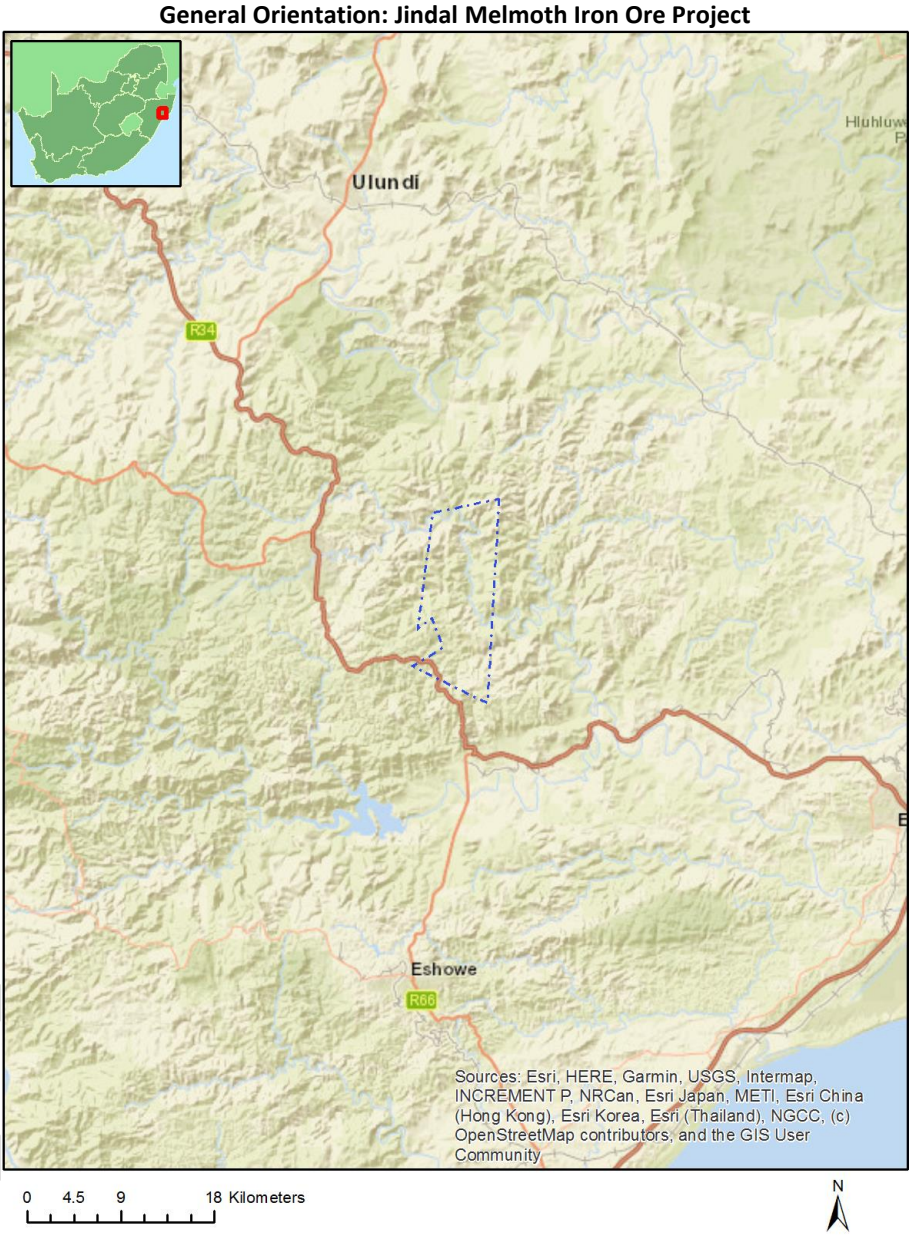 General Orientation: Jindal Melmoth Iron Ore Project
Hluhluw
P
Ulundi
R34
E
Eshowe
R66
Sources: Esri, HERE, Garmin, USGS, Intermap,
INCREMENT P, NRCan, Esri Japan, METI, Esri China
(Hong Kong), Esri Korea, Esri (Thailand), NGCC, (c)
OpenStreetMap contributors, and the GIS User
Community
0 4.5 9 18 Kilometers
N